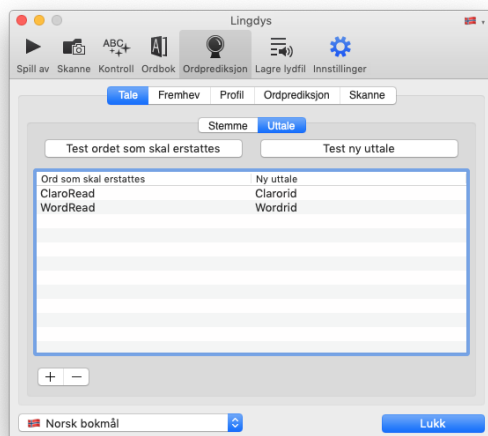 Lingdys
ABC
Spill av Skanne Kontroll Ordbok Ordprediksjon Lagre lydfil Innstillinger
Tale Fremhev Profil Ordprediksjon Skanne
Stemme Uttale
Test ordet som skal erstattes Test ny uttale
Ord som skal erstattes Ny uttale
ClaroRead Clarorid
WordRead Wordrid
+ −
Norsk bokmål Lukk